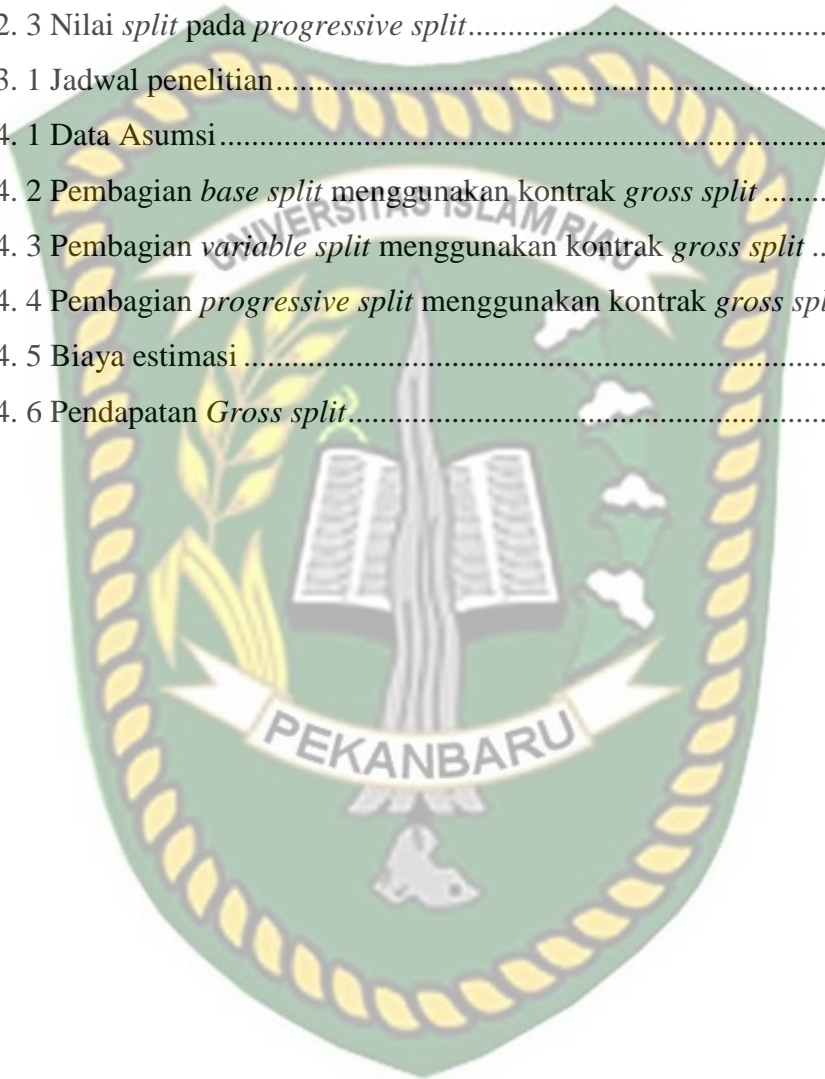 2. 3 Nilai split pada progressive split........................................................
3. 1 Jadwal penelitian....................................................................................
4. 1 Data Asumsi...........................................................................................
4. 2 Pembagian base split menggunakan kontrak gross split ........
4. 3 Pembagian variable split menggunakan kontrak gross split ..
4. 4 Pembagian progressive split menggunakan kontrak gross spl
4. 5 Biaya estimasi ........................................................................................
4. 6 Pendapatan Gross split..........................................................................
UNIVERSITAS ISLAM RIAU
PEKANBARU